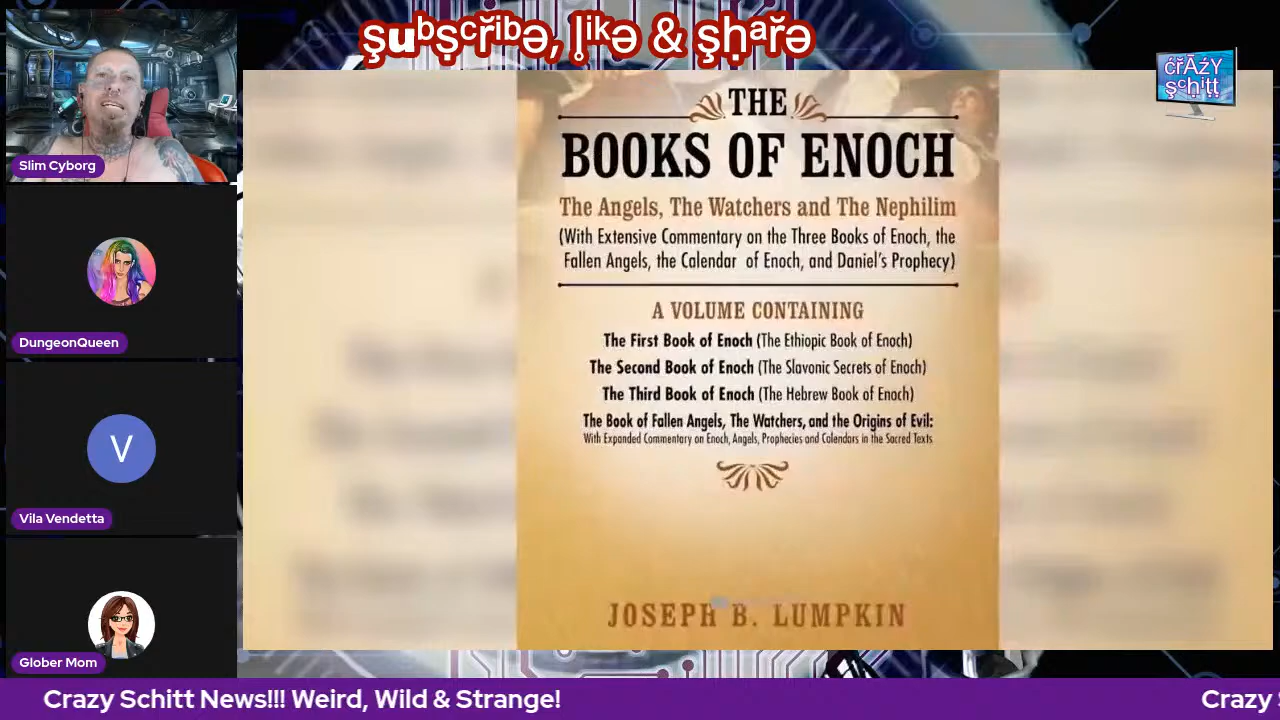 şuᵇşᶜřⁱᵇə, ļⁱᵏə & şḥᵃřə
ćřÃźY
şᶜḥịṭṭ
Slim Cyborg
DungeonQueen
V
Vila Vendetta
Glober Mom
THE
BOOKS OF ENOCH
The Angels, The Watchers and The Nephilim
(With Extensive Commentary on the Three Books of Enoch, the
Fallen Angels, the Calendar of Enoch, and Daniel's Prophecy)
A VOLUME CONTAINING
The First Book of Enoch (The Ethiopic Book of Enoch)
The Second Book of Enoch (The Slavonic Secrets of Enoch)
The Third Book of Enoch (The Hebrew Book of Enoch)
The Book of Fallen Angels, The Watchers, and the Origins of Evil:
With Expanded Commentary on Enoch, Angels, Prophecies and Calendars in the Sacred Texts
JOSEPH B. LUMPKIN
Crazy Schitt News!!! Weird, Wild & Strange!
Crazy